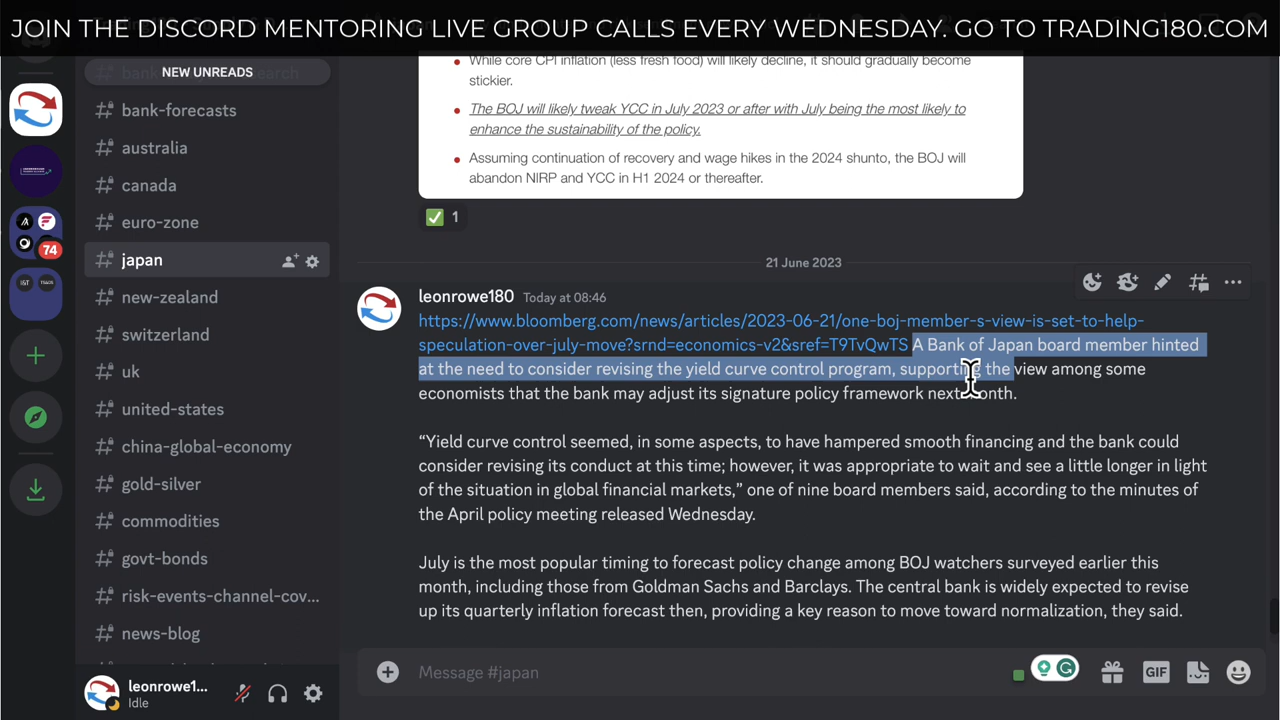 JOIN THE DISCORD MENTORING LIVE GROUP CALLS EVERY WEDNESDAY. GO TO TRADING180.COM
NEW UNREADS
bank-forecasts
australia
canada
euro-zone
japan
new-zealand
switzerland
uk
united-states
china-global-economy
gold-silver
commodities
govt-bonds
risk-events-channel-cov...
news-blog
leonrowe1...
Idle
74
While core CPI inflation (less fresh food) will likely decline, it should gradually become
stickier.
The BOJ will likely tweak YCC in July 2023 or after with July being the most likely to
enhance the sustainability of the policy.
Assuming continuation of recovery and wage hikes in the 2024 shunto, the BOJ will
abandon NIRP and YCC in H1 2024 or thereafter.
1
21 June 2023
leonrowe180 Today at 08:46
https://www.bloomberg.com/news/articles/2023-06-21/one-boj-member-s-view-is-set-to-help-
speculation-over-july-move?srnd=economics-v2&sref=T9TvQwTS A Bank of Japan board member hinted
at the need to consider revising the yield curve control program, supporting the view among some
economists that the bank may adjust its signature policy framework next month.
“Yield curve control seemed, in some aspects, to have hampered smooth financing and the bank could
consider revising its conduct at this time; however, it was appropriate to wait and see a little longer in light
of the situation in global financial markets,” one of nine board members said, according to the minutes of
the April policy meeting released Wednesday.
July is the most popular timing to forecast policy change among BOJ watchers surveyed earlier this
month, including those from Goldman Sachs and Barclays. The central bank is widely expected to revise
up its quarterly inflation forecast then, providing a key reason to move toward normalization, they said.
Message #japan
GIF